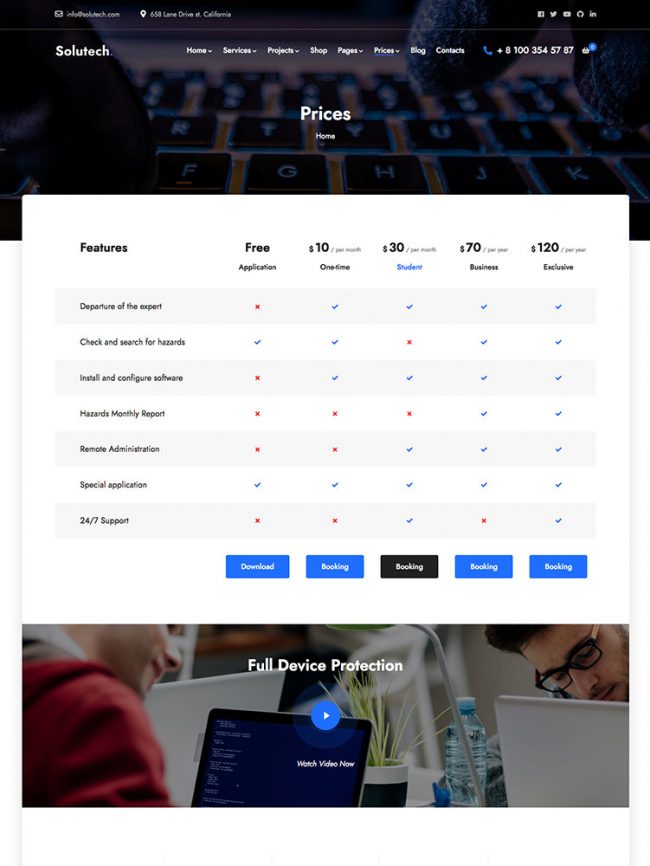 info@solutech.com 658 Lane Drive st. California
Solutech. Home Services Projects Shop Pages Prices Blog Contacts + 8 100 354 57 87 0
Prices
Home
R T Y U
F G H J K
Features Free $ 10 / per month $ 30 / per month $ 70 / per year $ 120 / per year
Application One-time Student Business Exclusive
Departure of the expert
Check and search for hazards
Install and configure software
Hazards Monthly Report
Remote Administration
Special application
24/7 Support
Download Booking Booking Booking Booking
Full Device Protection
Watch Video Now